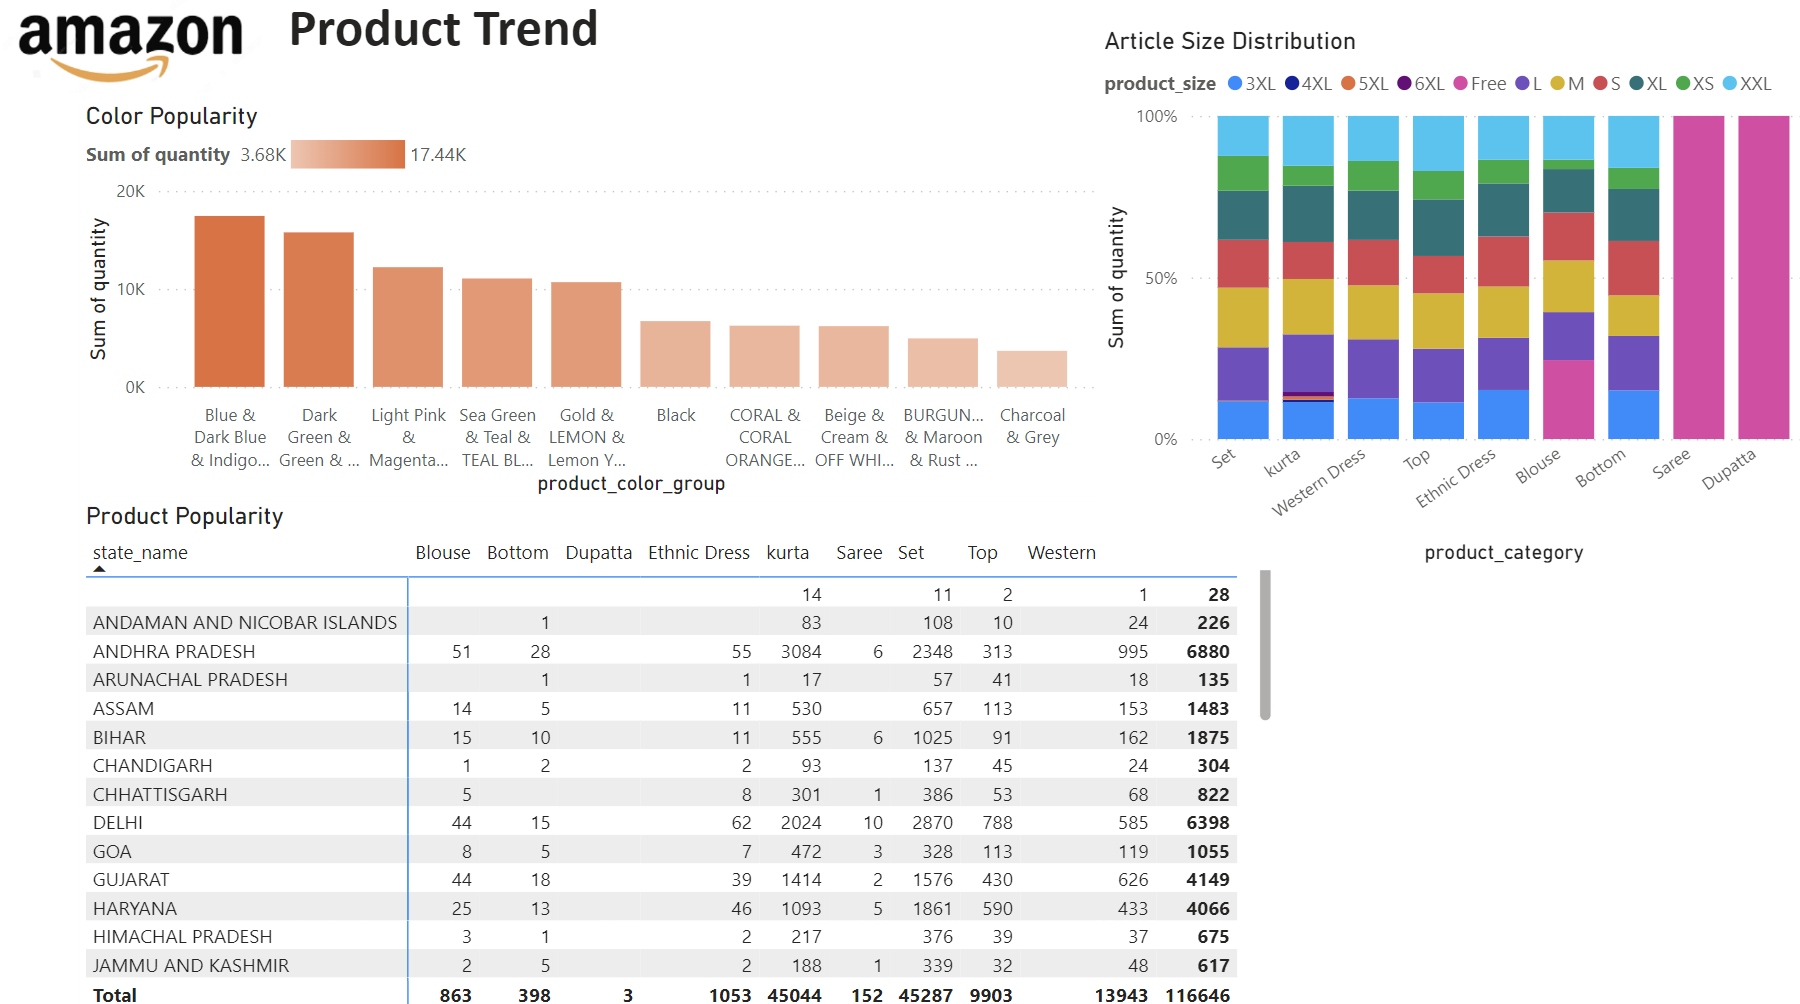 amazon
Product Trend
Color Popularity
Sum of quantity 3.68K 17.44K
20K
10K
0K
Sum of quantity
Blue & Dark Blue & Indigo...
Dark Green & Green & ...
Light Pink & Magenta...
Sea Green & Teal & TEAL BL...
Gold & LEMON & Lemon Y...
Black
CORAL & CORAL ORANGE...
Beige & Cream & OFF WHI...
BURGUN... & Maroon & Rust ...
Charcoal & Grey
product_color_group
Article Size Distribution
product_size 3XL 4XL 5XL 6XL Free L M S XL XS XXL
100%
50%
0%
Sum of quantity
Set
kurta
Western Dress
Top
Ethnic Dress
Blouse
Bottom
Saree
Dupatta
product_category
Product Popularity
state_name Blouse Bottom Dupatta Ethnic Dress kurta Saree Set Top Western
14 11 2 1 28
ANDAMAN AND NICOBAR ISLANDS 1 83 108 10 24 226
ANDHRA PRADESH 51 28 55 3084 6 2348 313 995 6880
ARUNACHAL PRADESH 1 1 17 57 41 18 135
ASSAM 14 5 11 530 657 113 153 1483
BIHAR 15 10 11 555 6 1025 91 162 1875
CHANDIGARH 1 2 2 93 137 45 24 304
CHHATTISGARH 5 8 301 1 386 53 68 822
DELHI 44 15 62 2024 10 2870 788 585 6398
GOA 8 5 7 472 3 328 113 119 1055
GUJARAT 44 18 39 1414 2 1576 430 626 4149
HARYANA 25 13 46 1093 5 1861 590 433 4066
HIMACHAL PRADESH 3 1 2 217 376 39 37 675
JAMMU AND KASHMIR 2 5 2 188 1 339 32 48 617
Total 863 398 3 1053 45044 152 45287 9903 13943 116646